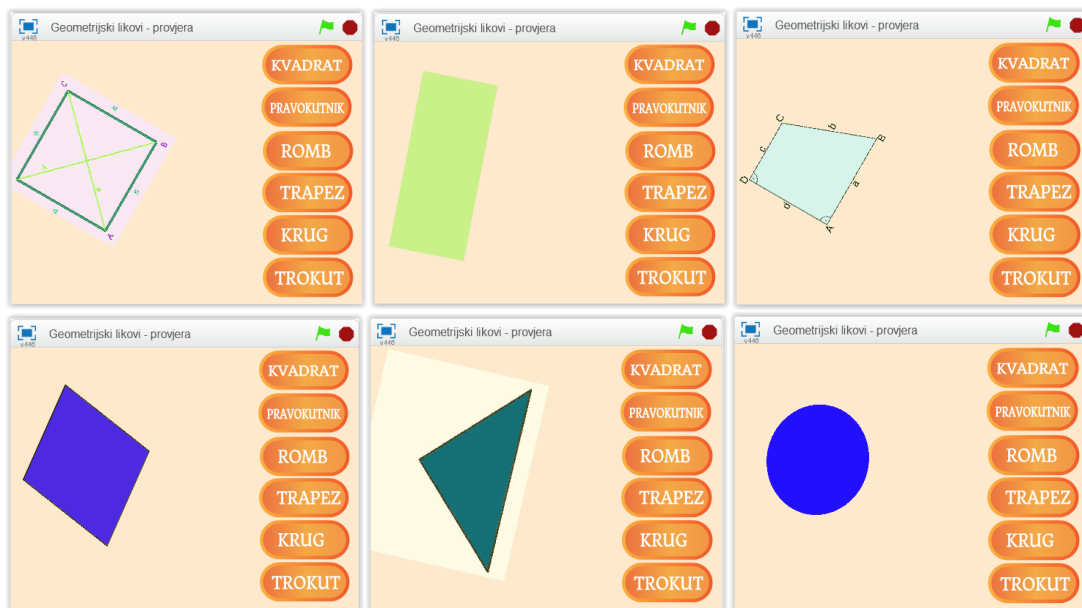 Geometrijski likovi - provjera
v446
KVADRAT
PRAVOKUTNIK
ROMB
TRAPEZ
KRUG
TROKUT
C
a
B
a
a
A
Geometrijski likovi - provjera
v446
KVADRAT
PRAVOKUTNIK
ROMB
TRAPEZ
KRUG
TROKUT
Geometrijski likovi - provjera
v446
KVADRAT
PRAVOKUTNIK
ROMB
TRAPEZ
KRUG
TROKUT
C
b
B
c
D
a
A
Geometrijski likovi - provjera
v446
KVADRAT
PRAVOKUTNIK
ROMB
TRAPEZ
KRUG
TROKUT
Geometrijski likovi - provjera
v446
KVADRAT
PRAVOKUTNIK
ROMB
TRAPEZ
KRUG
TROKUT
Geometrijski likovi - provjera
v446
KVADRAT
PRAVOKUTNIK
ROMB
TRAPEZ
KRUG
TROKUT